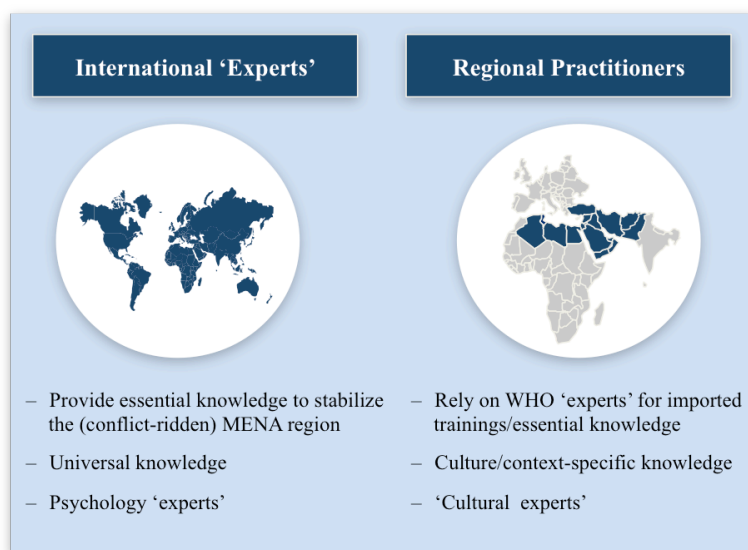 International ‘Experts’
– Provide essential knowledge to stabilize
the (conflict-ridden) MENA region
– Universal knowledge
– Psychology ‘experts’
Regional Practitioners
– Rely on WHO ‘experts’ for imported
trainings/essential knowledge
– Culture/context-specific knowledge
– ‘Cultural experts’